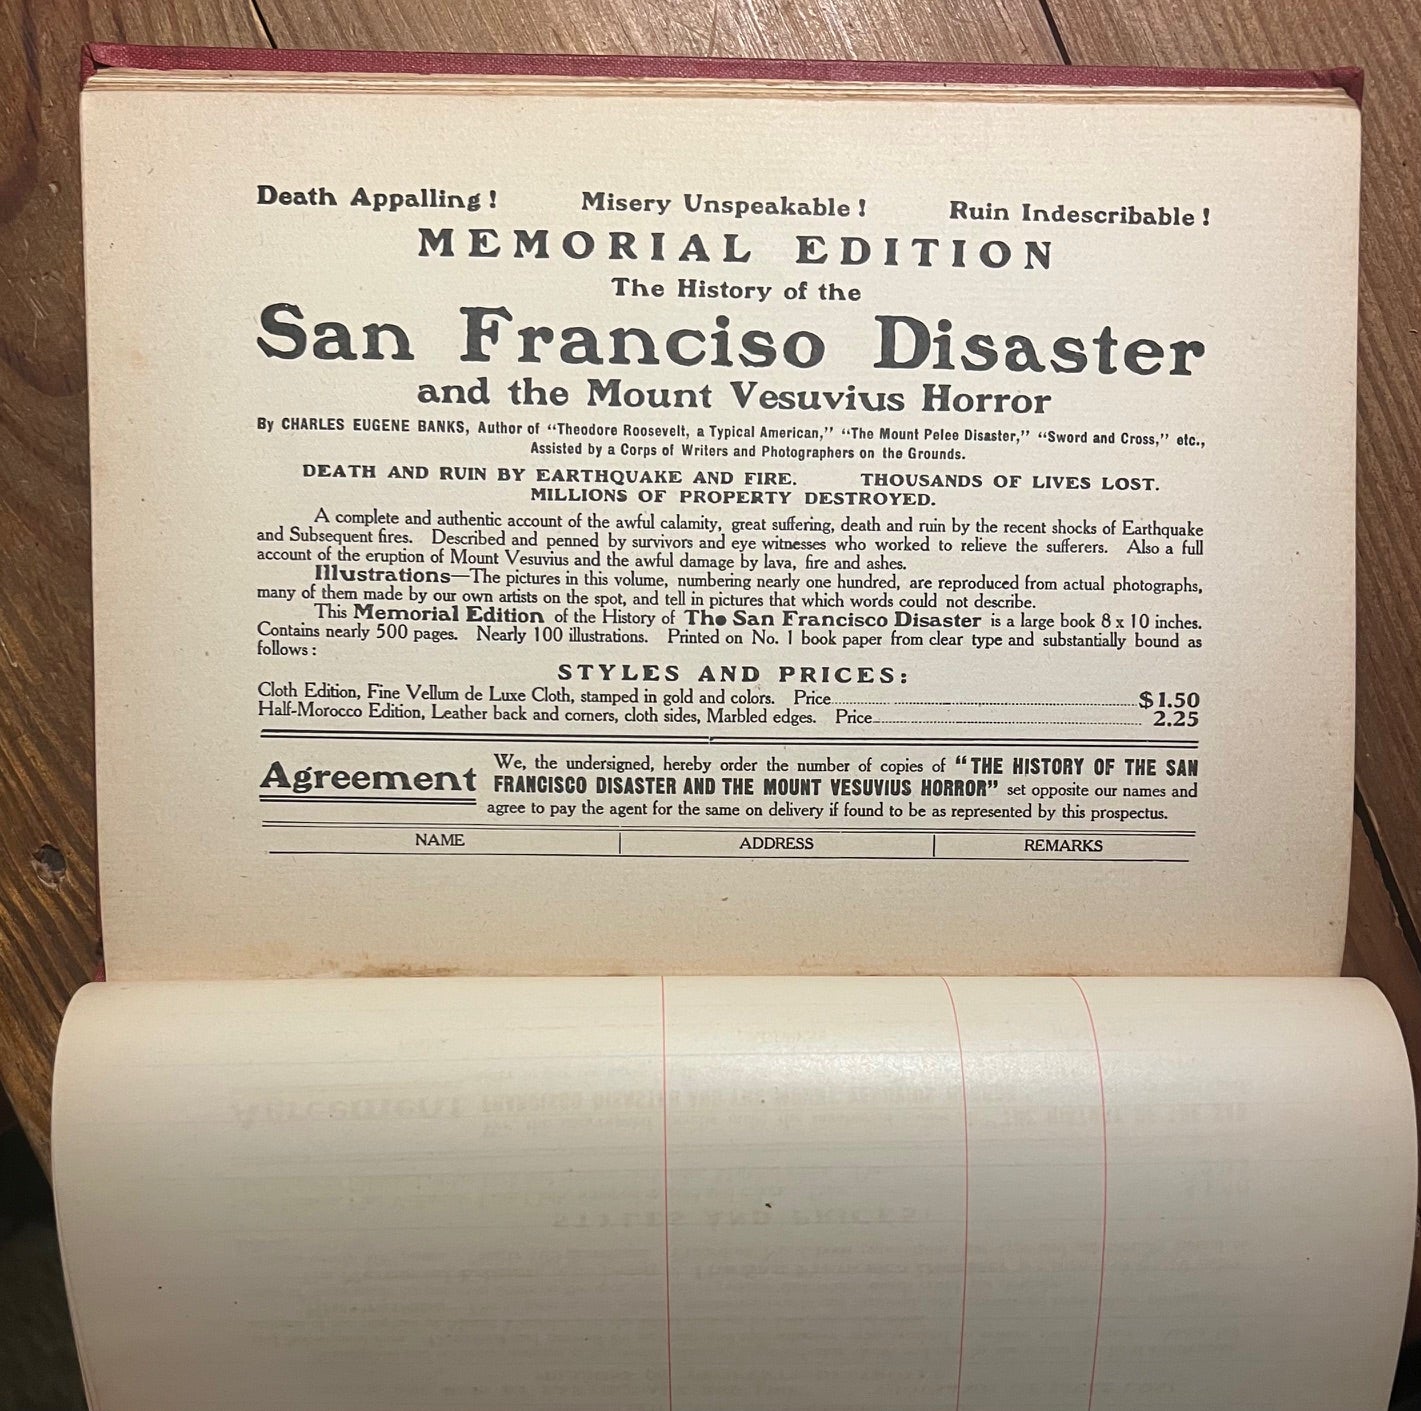 Death Appalling! Misery Unspeakable! Ruin Indescribable!
MEMORIAL EDITION
The History of the
San Franciso Disaster
and the Mount Vesuvius Horror
By CHARLES EUGENE BANKS, Author of "Theodore Roosevelt, a Typical American," "The Mount Pelee Disaster," "Sword and Cross," etc.,
Assisted by a Corps of Writers and Photographers on the Grounds.
DEATH AND RUIN BY EARTHQUAKE AND FIRE. THOUSANDS OF LIVES LOST.
MILLIONS OF PROPERTY DESTROYED.
A complete and authentic account of the awful calamity, great suffering, death and ruin by the recent shocks of Earthquake
and Subsequent fires. Described and penned by survivors and eye witnesses who worked to relieve the sufferers. Also a full
account of the eruption of Mount Vesuvius and the awful damage by lava, fire and ashes.
Illustrations—The pictures in this volume, numbering nearly one hundred, are reproduced from actual photographs,
many of them made by our own artists on the spot, and tell in pictures that which words could not describe.
This Memorial Edition of the History of The San Francisco Disaster is a large book 8 x 10 inches.
Contains nearly 500 pages. Nearly 100 illustrations. Printed on No. 1 book paper from clear type and substantially bound as
follows:
STYLES AND PRICES:
Cloth Edition, Fine Vellum de Luxe Cloth, stamped in gold and colors. Price $1.50
Half-Morocco Edition, Leather back and corners, cloth sides, Marbled edges. Price 2.25
Agreement We, the undersigned, hereby order the number of copies of "THE HISTORY OF THE SAN
FRANCISCO DISASTER AND THE MOUNT VESUVIUS HORROR" set opposite our names and
agree to pay the agent for the same on delivery if found to be as represented by this prospectus.
NAME ADDRESS REMARKS